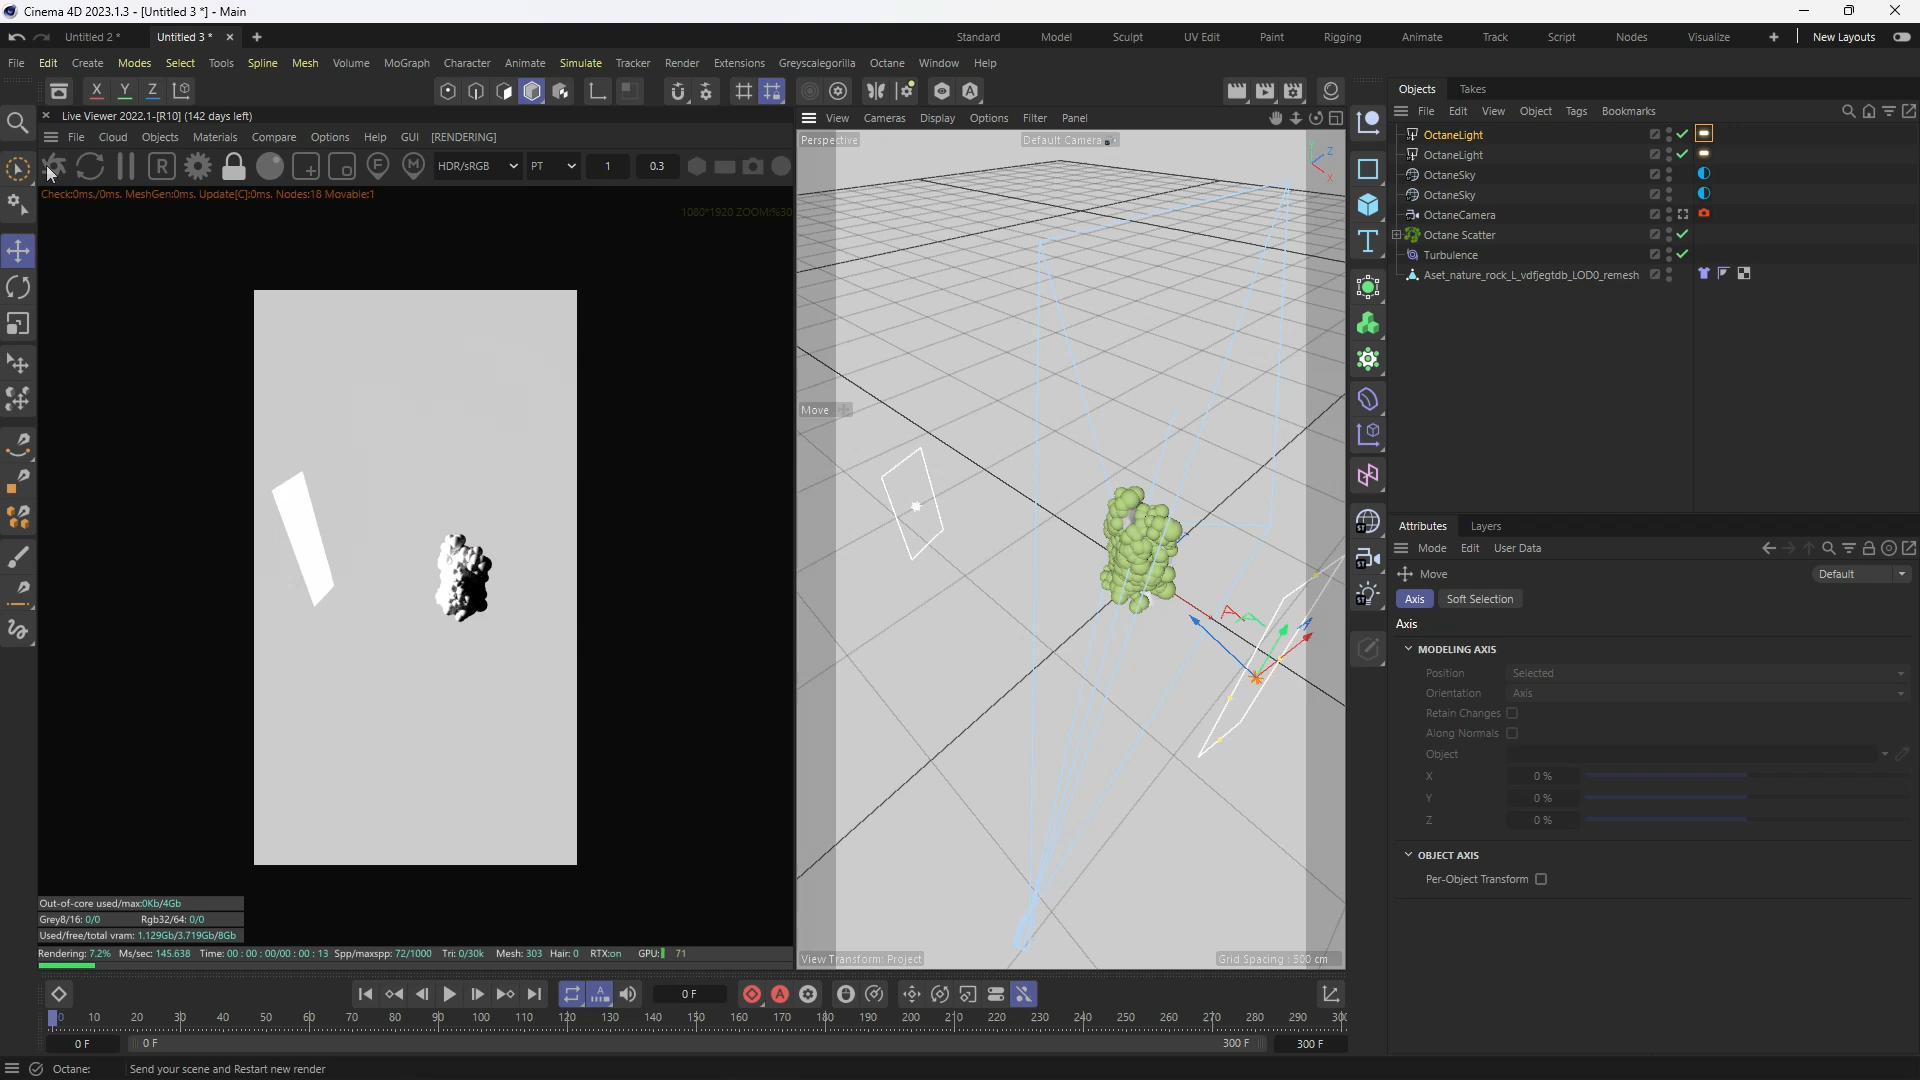 Cinema 4D 2023.1.3 - [Untitled 3 *] - Main
Untitled 2 * Untitled 3 * Standard Model Sculpt UV Edit Paint Rigging Animate Track Script Nodes Visualize New Layouts
File Edit Create Modes Select Tools Spline Mesh Volume MoGraph Character Animate Simulate Tracker Render Extensions Greyscalegorilla Octane Window Help
X Y Z
Live Viewer 2022.1-[R10] (142 days left)
File Cloud Objects Materials Compare Options Help GUI [RENDERING]
R F M HDR/sRGB PT 1 0.3
Check:0ms./0ms. MeshGen:0ms. Update[C]:0ms. Nodes:18 Movable:1
1080*1920 ZOOM:%30
Out-of-core used/max:0Kb/4Gb
Grey8/16: 0/0 Rgb32/64: 0/0
Used/free/total vram: 1.129Gb/3.719Gb/8Gb
Rendering: 7.2% Ms/sec: 145.638 Time: 00 : 00 : 00/00 : 00 : 13 Spp/maxspp: 72/1000 Tri: 0/30k Mesh: 303 Hair: 0 RTX:on GPU: 71
View Cameras Display Options Filter Panel
Perspective Default Camera
Y Z X
Move
View Transform: Project Grid Spacing : 500 cm
Objects Takes
File Edit View Object Tags Bookmarks
OctaneLight
OctaneLight
OctaneSky
OctaneSky
OctaneCamera
Octane Scatter
Turbulence
Aset_nature_rock_L_vdfjegtdb_LOD0_remesh
Attributes Layers
Mode Edit User Data
Move Default
Axis Soft Selection
Axis
MODELING AXIS
Position Selected
Orientation Axis
Retain Changes
Along Normals
Object
X 0 %
Y 0 %
Z 0 %
OBJECT AXIS
Per-Object Transform
0 F
0 10 20 30 40 50 60 70 80 90 100 110 120 130 140 150 160 170 180 190 200 210 220 230 240 250 260 270 280 290 300
0 F 0 F 300 F 300 F
Octane: Send your scene and Restart new render